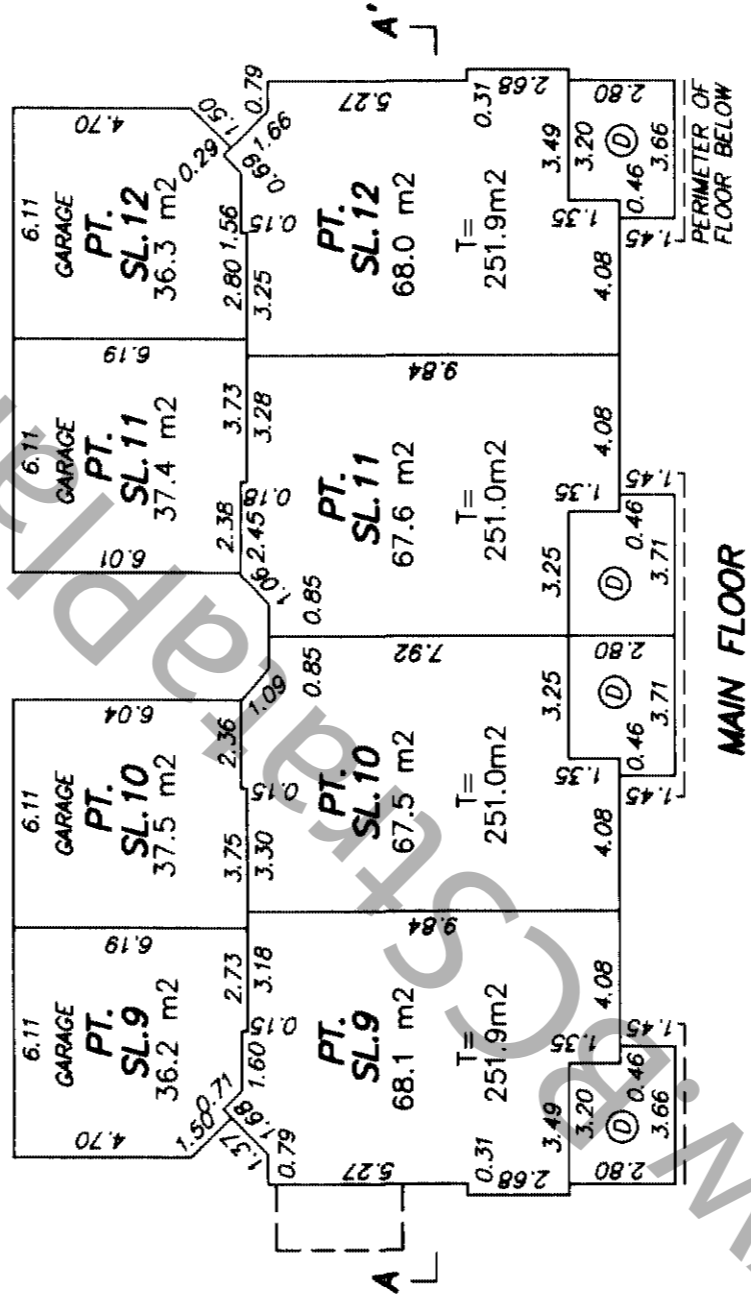 6.11
GARAGE
PT.
SL.9
36.2 m2
4.70
6.19
1.50
0.71
2.73
6.11
GARAGE
PT.
SL.10
37.5 m2
6.04
3.75
2.36
6.11
GARAGE
PT.
SL.11
37.4 m2
6.01
6.19
2.38
3.73
6.11
GARAGE
PT.
SL.12
36.3 m2
4.70
2.80
1.56
0.29
1.50
1.37
1.68
0.79
1.60
0.15
3.18
5.27
PT.
SL.9
68.1 m2
T=
251.9m2
9.84
0.31
2.68
3.49
3.20
1.35
4.08
2.80
D
0.46
3.66
1.45
3.30
0.15
1.09
0.85
PT.
SL.10
67.5 m2
T=
251.0m2
7.92
3.25
1.35
4.08
2.80
D
0.46
3.71
1.45
1.06
0.85
2.45
0.18
3.28
PT.
SL.11
67.6 m2
T=
251.0m2
9.84
3.25
1.35
4.08
D
0.46
3.71
1.45
3.25
0.15
0.69
1.66
0.79
5.27
PT.
SL.12
68.0 m2
T=
251.9m2
0.31
2.68
3.49
3.20
1.35
4.08
2.80
D
0.46
3.66
1.45
A
A'
PERIMETER OF
FLOOR BELOW
MAIN FLOOR
w.BCStratapla